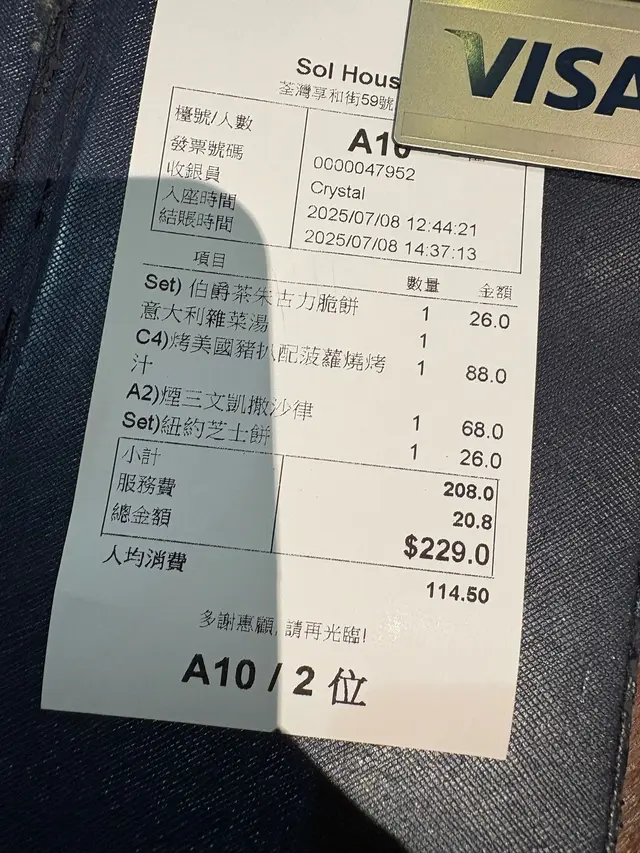 Sol Hous
荃灣享和街59號
VISA
檯號/人數 A10
發票號碼 0000047952
收銀員 Crystal
入座時間 2025/07/08 12:44:21
結賬時間 2025/07/08 14:37:13
項目 數量 金額
Set) 伯爵茶朱古力脆餅 1 26.0
意大利雜菜湯 1
C4)烤美國豬扒配菠蘿燒烤 1 88.0
汁
A2)煙三文凱撒沙律 1 68.0
Set)紐約芝士餅 1 26.0
小計 208.0
服務費 20.8
總金額 $229.0
人均消費 114.50
多謝惠顧,請再光臨!
A10 / 2 位